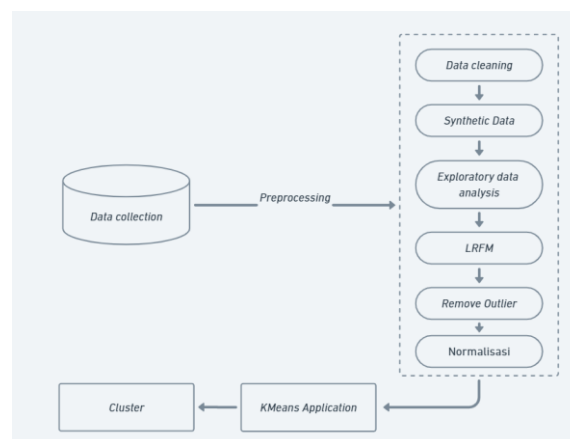 Data collection
Preprocessing
Data cleaning
Synthetic Data
Exploratory data
analysis
LRFM
Remove Outlier
Normalisasi
KMeans Application
Cluster